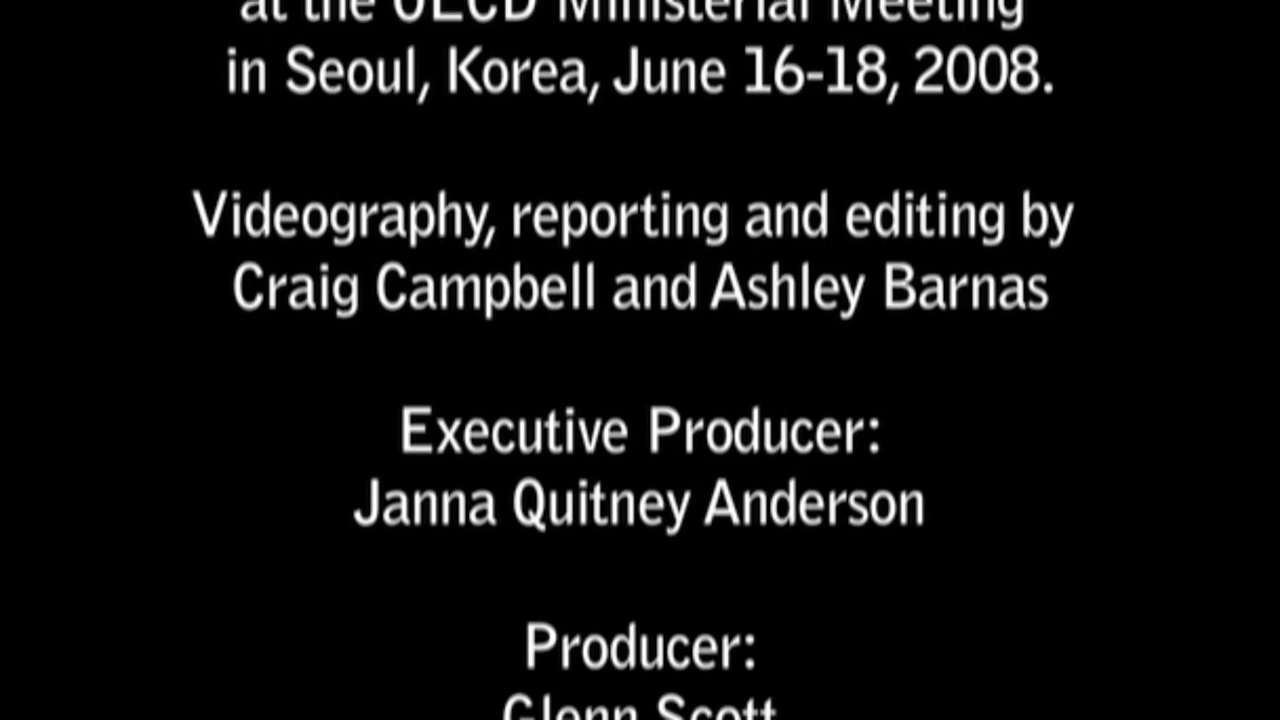 at the OECD Ministerial Meeting
in Seoul, Korea, June 16-18, 2008.
Videography, reporting and editing by
Craig Campbell and Ashley Barnas
Executive Producer:
Janna Quitney Anderson
Producer:
Glenn Scott